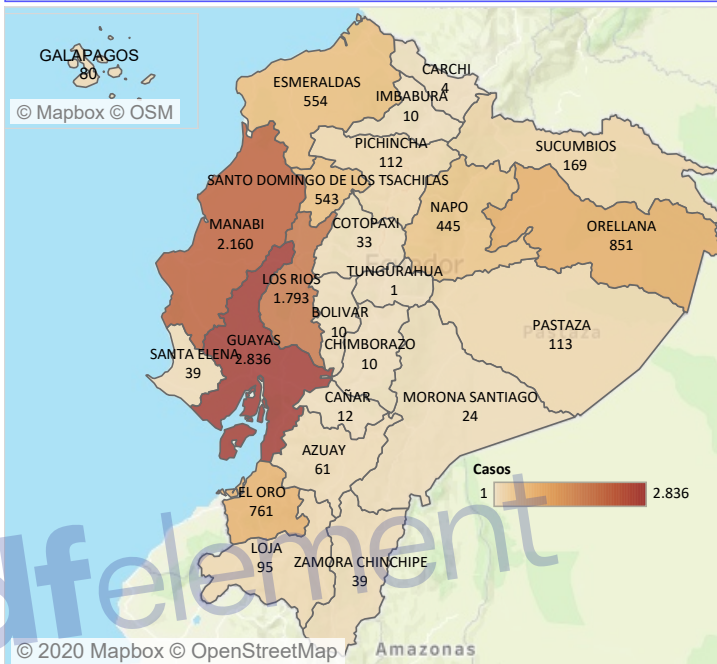 GALAPAGOS
80
© Mapbox © OSM
CARCHI
4
ESMERALDAS
554
IMBABURA
10
PICHINCHA
112
SUCUMBIOS
169
SANTO DOMINGO DE LOS TSACHILAS
543
NAPO
445
MANABI
2.160
COTOPAXI
33
ORELLANA
851
Ecuador
TUNGURAHUA
1
LOS RIOS
1.793
BOLIVAR
10
PASTAZA
113
Pastaza
GUAYAS
2.836
CHIMBORAZO
10
SANTA ELENA
39
CAÑAR
12
MORONA SANTIAGO
24
AZUAY
61
Casos
1
2.836
EL ORO
761
LOJA
95
ZAMORA CHINCHIPE
39
dfelement
© 2020 Mapbox © OpenStreetMap
Amazonas